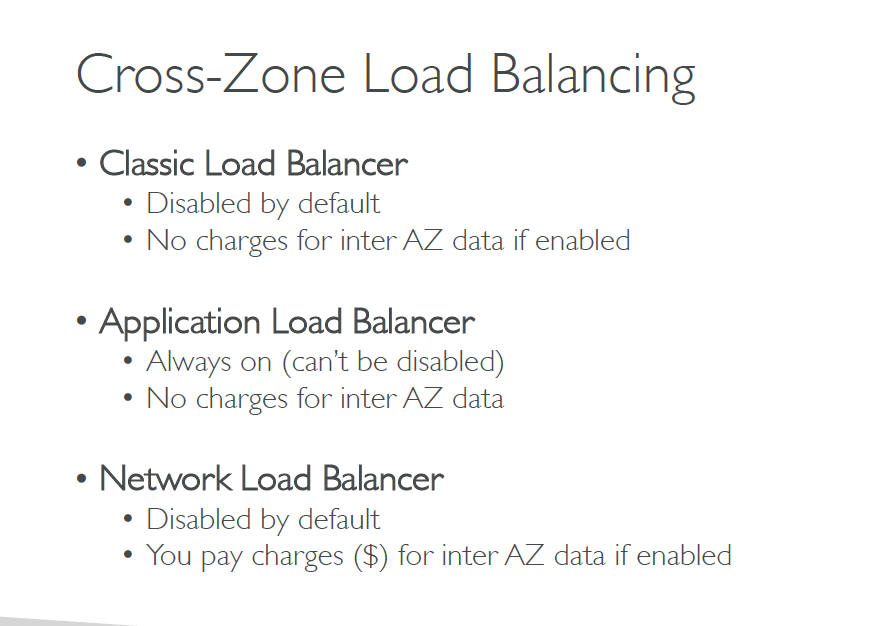 Cross-Zone Load Balancing
• Classic Load Balancer
• Disabled by default
• No charges for inter AZ data if enabled
• Application Load Balancer
• Always on (can’t be disabled)
• No charges for inter AZ data
• Network Load Balancer
• Disabled by default
• You pay charges ($) for inter AZ data if enabled